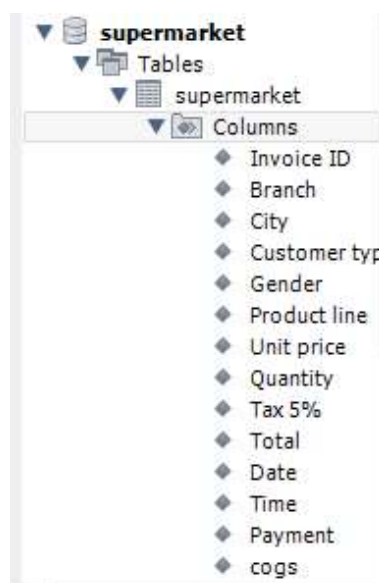 supermarket
Tables
supermarket
Columns
Invoice ID
Branch
City
Customer typ
Gender
Product line
Unit price
Quantity
Tax 5%
Total
Date
Time
Payment
cogs